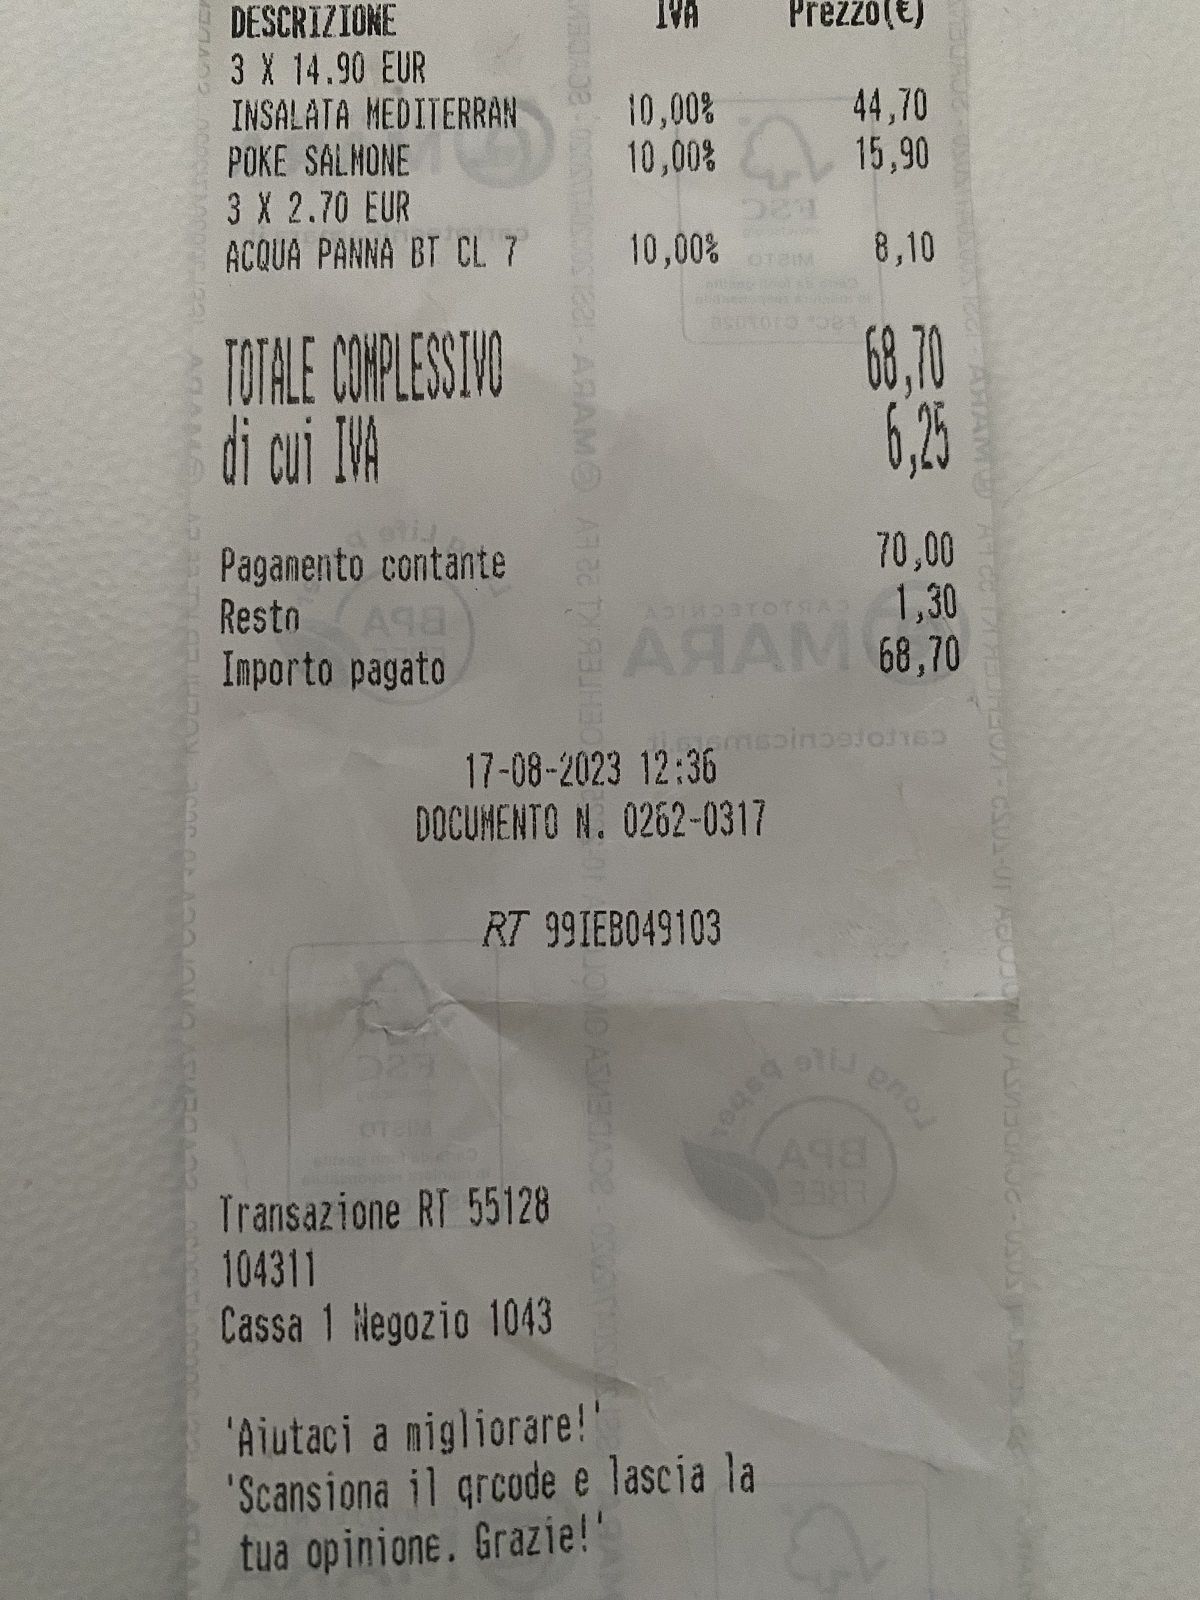 DESCRIZIONE IVA Prezzo(€)
3 X 14.90 EUR
INSALATA MEDITERRAN 10,00% 44,70
POKE SALMONE 10,00% 15,90
3 X 2.70 EUR
ACQUA PANNA BT CL 7 10,00% 8,10
TOTALE COMPLESSIVO 68,70
di cui IVA 6,25
Pagamento contante 70,00
Resto 1,30
Importo pagato 68,70
17-08-2023 12:36
DOCUMENTO N. 0262-0317
RT 99IEB049103
Transazione RT 55128
104311
Cassa 1 Negozio 1043
'Aiutaci a migliorare!'
'Scansiona il qrcode e lascia la
tua opinione. Grazie!'